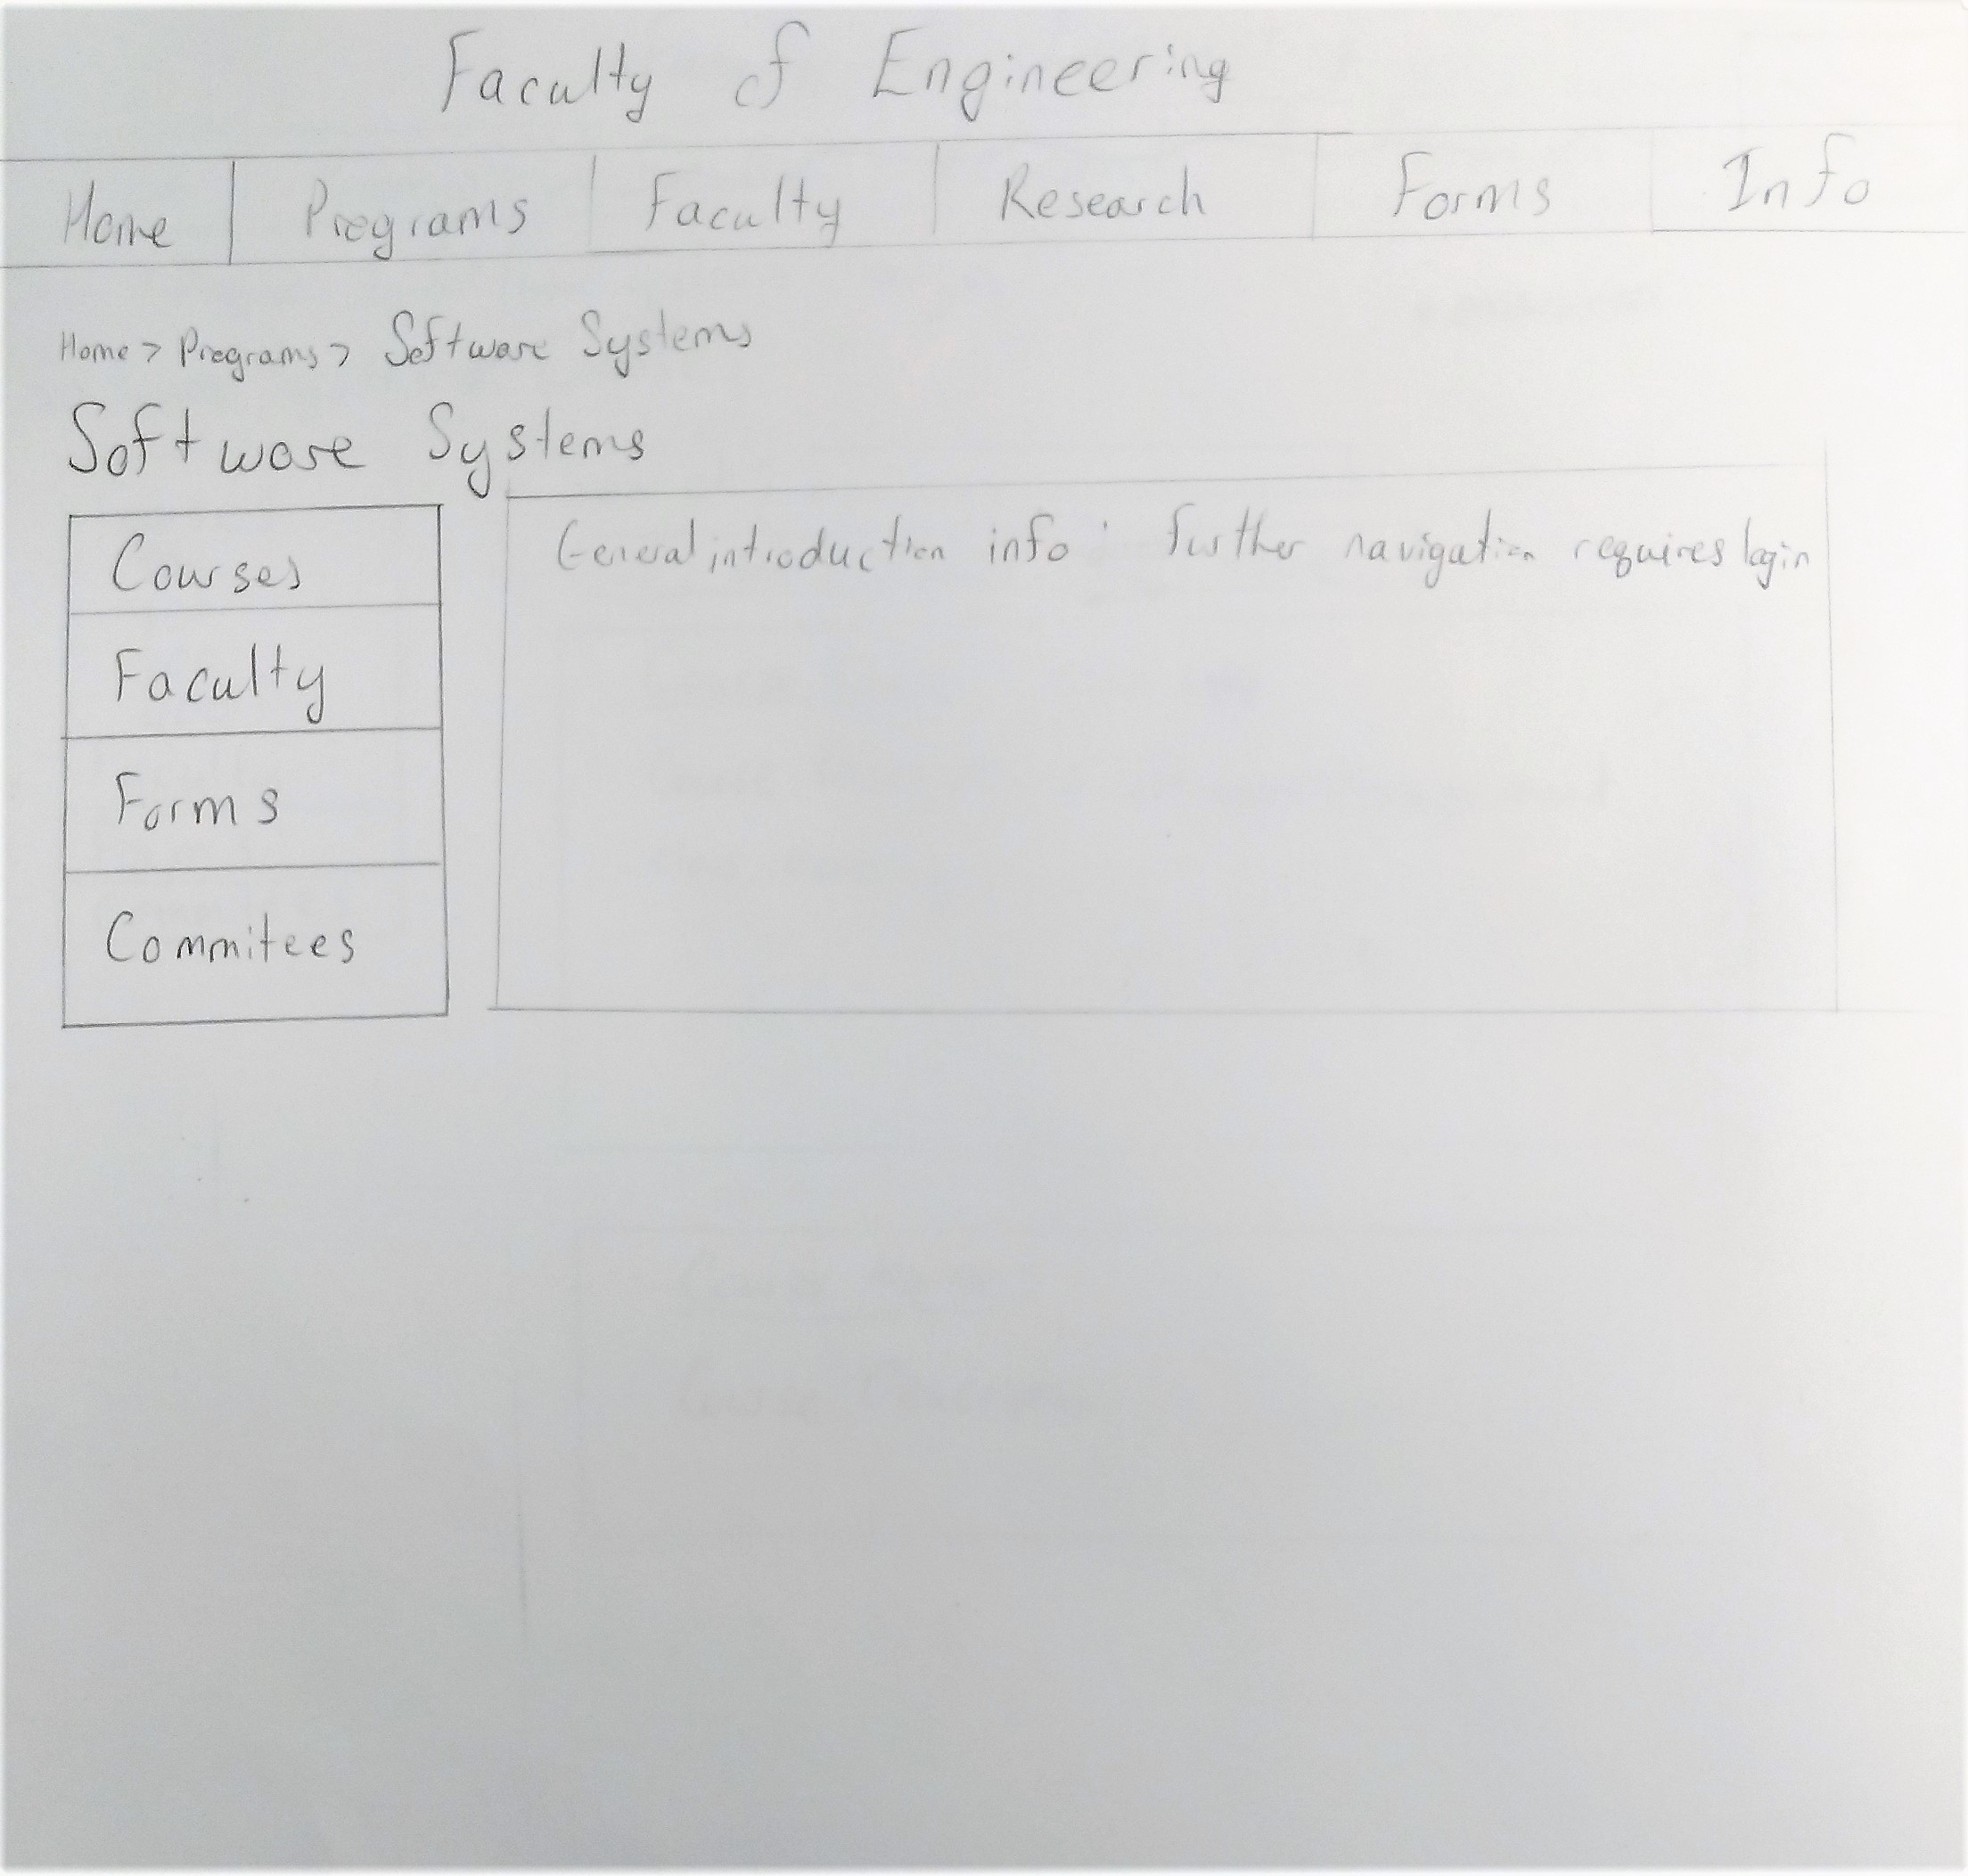 Faculty of Engineering
Home Programs Faculty Research Forms Info
Home > Programs > Software Systems
Software Systems
Courses
General introduction info. Further navigation requires login
Faculty
Forms
Commitees